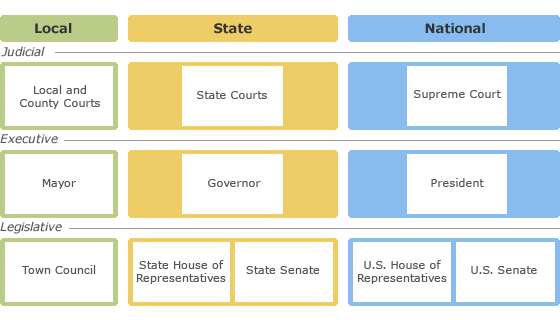 Local State National
Judicial
Local and
County Courts
State Courts
Supreme Court
Executive
Mayor
Governor
President
Legislative
Town Council
State House of
Representatives
State Senate
U.S. House of
Representatives
U.S. Senate